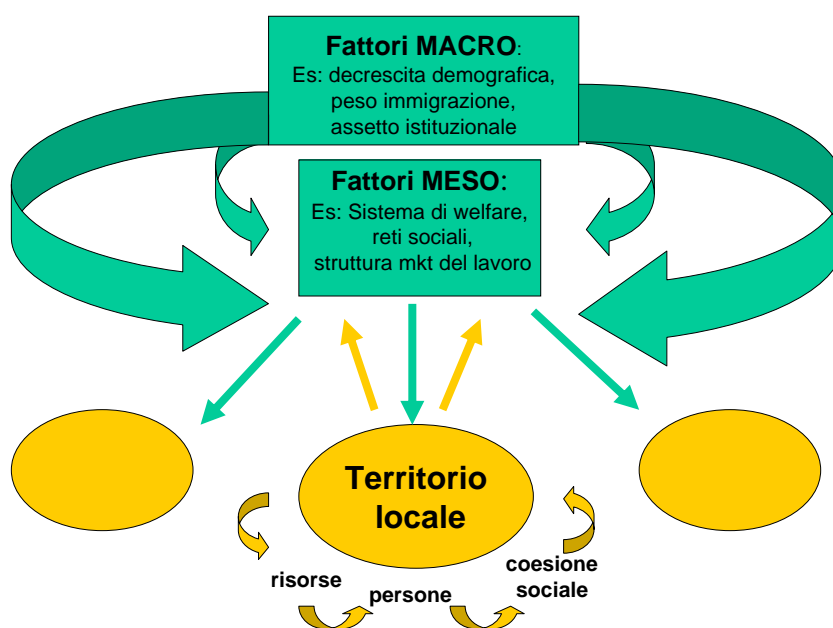 Fattori MACRO:
Es: decrescita demografica,
peso immigrazione,
assetto istituzionale
Fattori MESO:
Es: Sistema di welfare,
reti sociali,
struttura mkt del lavoro
Territorio
locale
risorse
persone
coesione
sociale